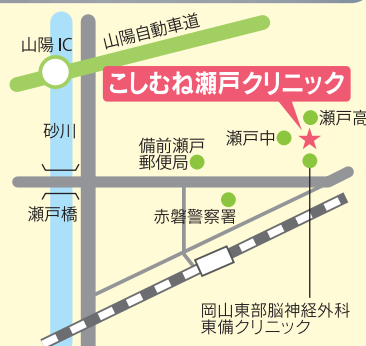 山陽IC
山陽自動車道
こしむね瀬戸クリニック
瀬戸高
砂川
瀬戸中
備前瀬戸
郵便局
瀬戸橋
赤磐警察署
岡山東部脳神経外科
東備クリニック